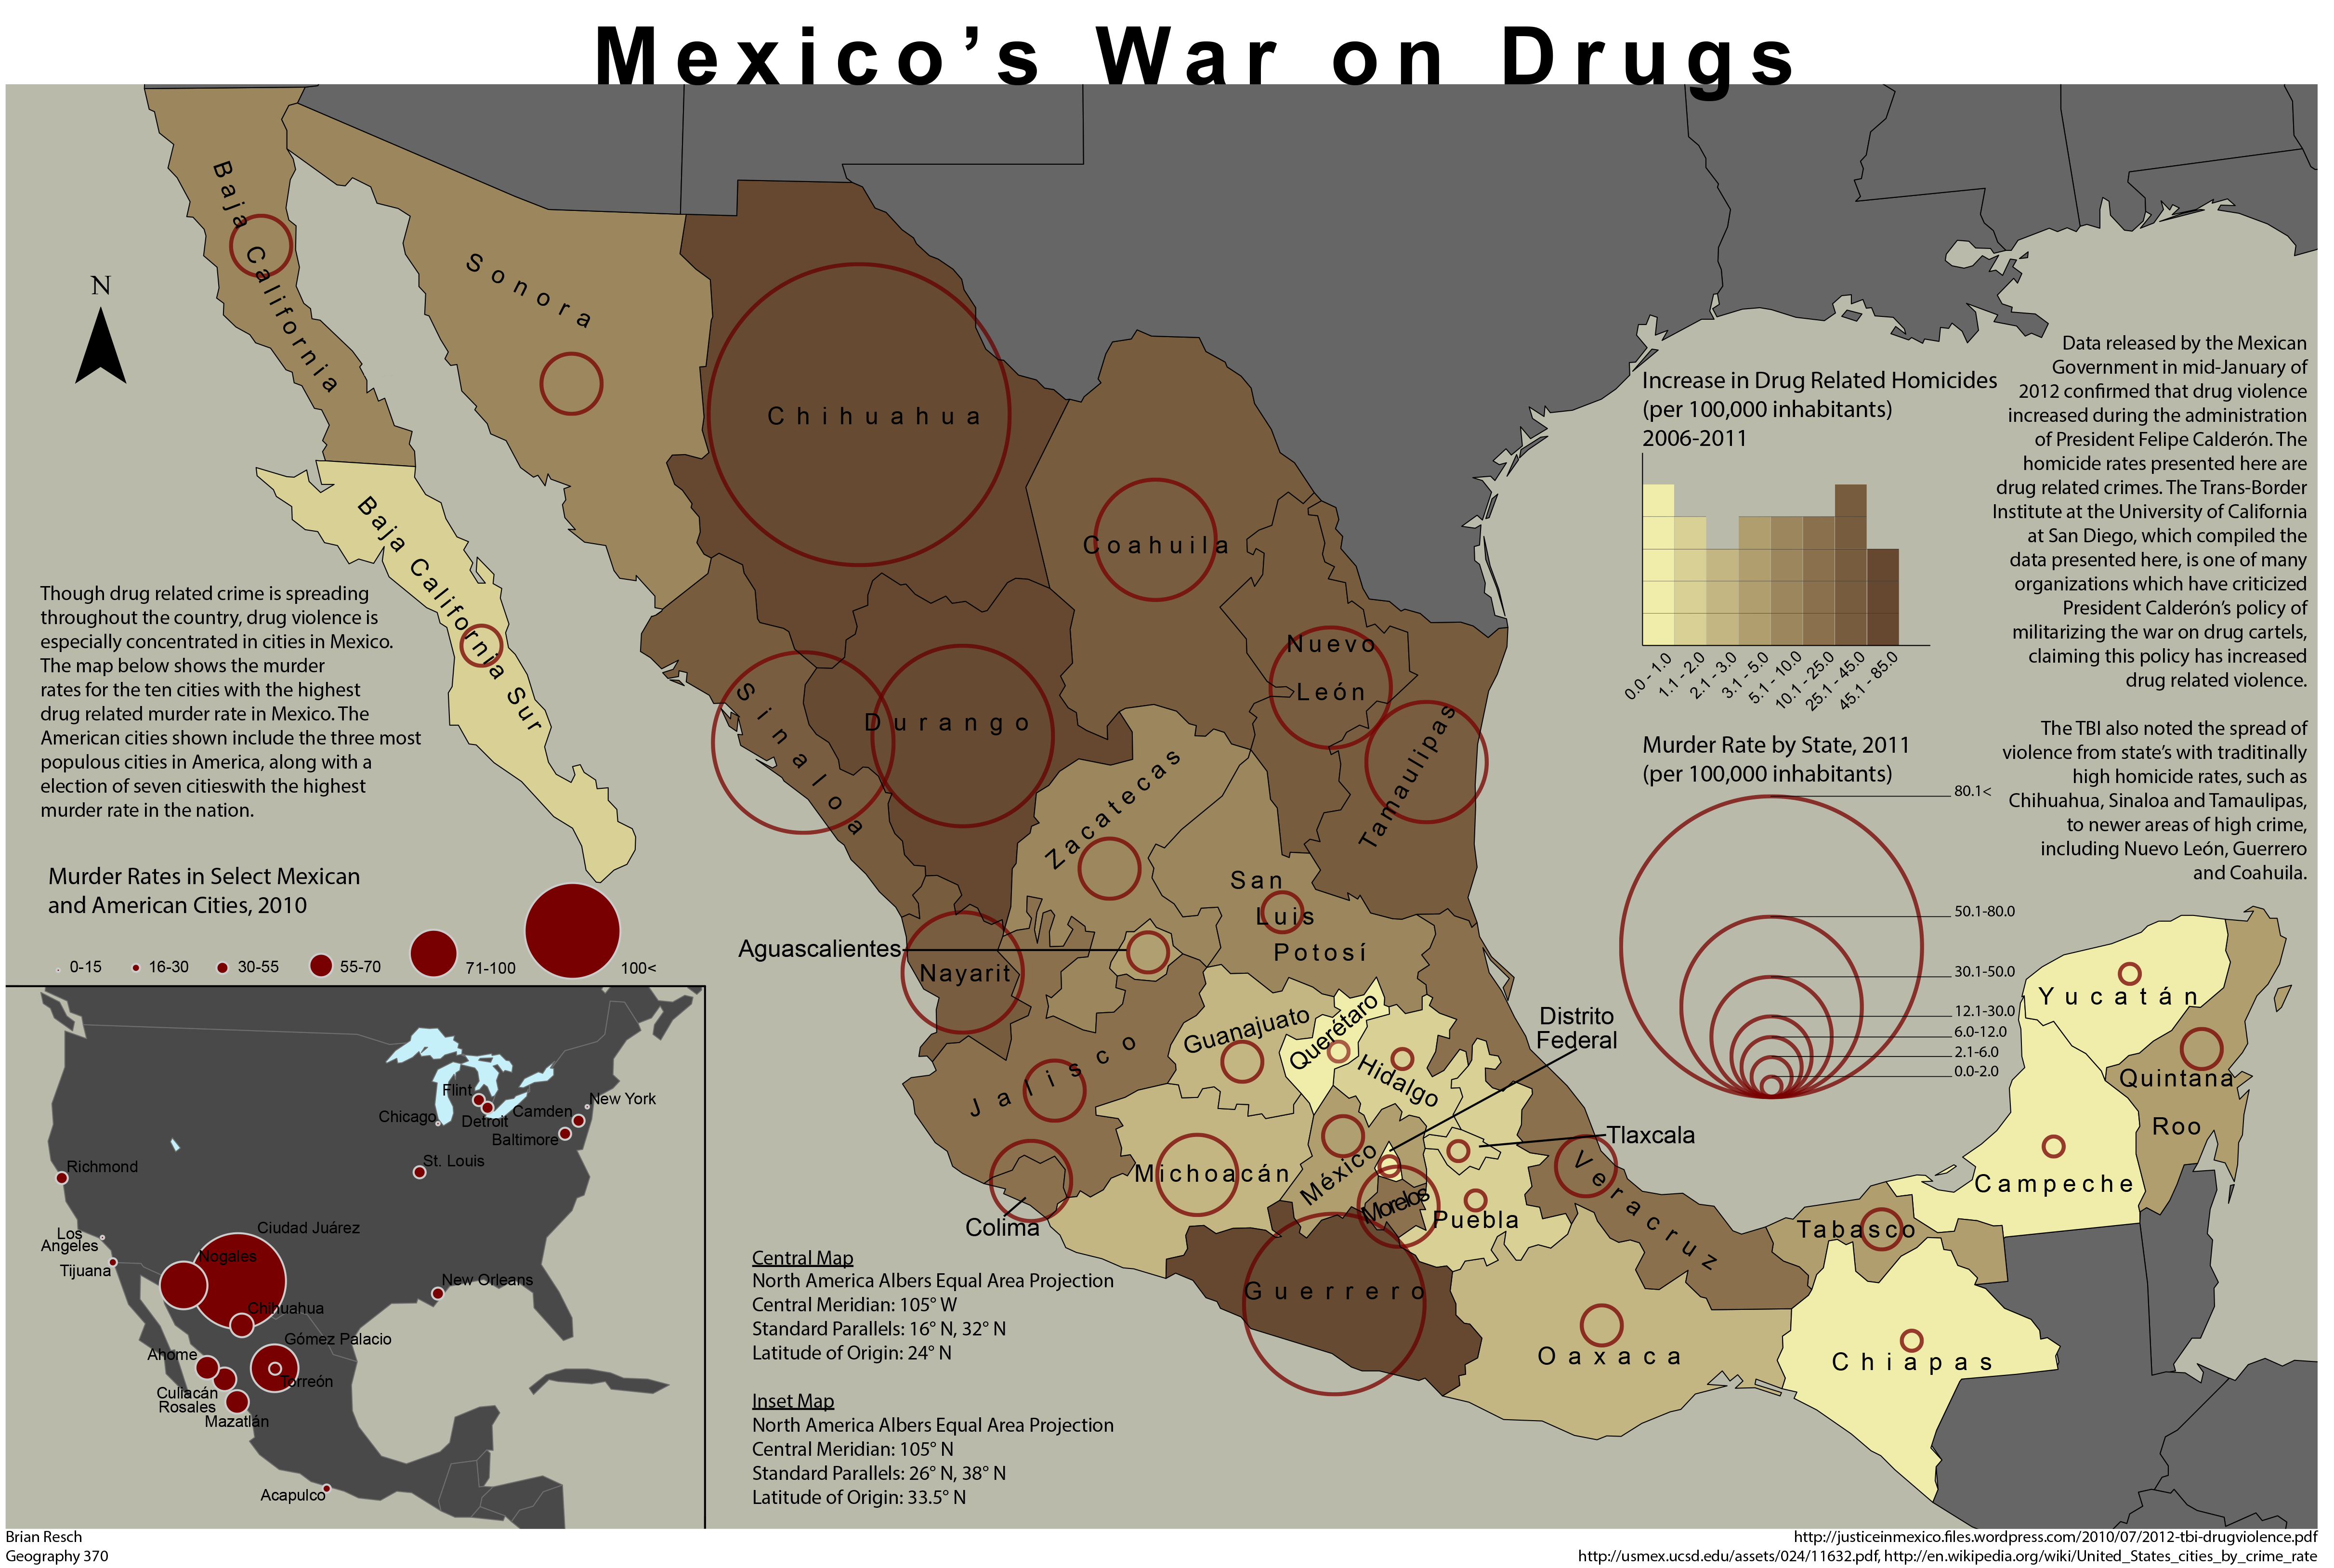 Mexico's War on Drugs
N
Baja California
Baja California Sur
Sonora
Chihuahua
Coahuila
Nuevo
León
Tamaulipas
Sinaloa
Durango
Zacatecas
San
Luis
Potosí
Aguascalientes
Nayarit
Jalisco
Guanajuato
Querétaro
Hidalgo
Distrito
Federal
Tlaxcala
Michoacán
México
Morelos
Puebla
Veracruz
Colima
Guerrero
Oaxaca
Tabasco
Chiapas
Campeche
Yucatán
Quintana
Roo
Increase in Drug Related Homicides
(per 100,000 inhabitants)
2006-2011
0.0 - 1.0
1.1 - 2.0
2.1 - 3.0
3.1 - 5.0
5.1 - 10.0
10.1 - 25.0
25.1 - 45.0
45.1 - 85.0
Murder Rate by State, 2011
(per 100,000 inhabitants)
80.1<
50.1-80.0
30.1-50.0
12.1-30.0
6.0-12.0
2.1-6.0
0.0-2.0
Data released by the Mexican
Government in mid-January of
2012 confirmed that drug violence
increased during the administration
of President Felipe Calderón. The
homicide rates presented here are
drug related crimes. The Trans-Border
Institute at the University of California
at San Diego, which compiled the
data presented here, is one of many
organizations which have criticized
President Calderón's policy of
militarizing the war on drug cartels,
claiming this policy has increased
drug related violence.
The TBI also noted the spread of
violence from state's with traditinally
high homicide rates, such as
Chihuahua, Sinaloa and Tamaulipas,
to newer areas of high crime,
including Nuevo León, Guerrero
and Coahuila.
Though drug related crime is spreading
throughout the country, drug violence is
especially concentrated in cities in Mexico.
The map below shows the murder
rates for the ten cities with the highest
drug related murder rate in Mexico. The
American cities shown include the three most
populous cities in America, along with a
election of seven citieswith the highest
murder rate in the nation.
Murder Rates in Select Mexican
and American Cities, 2010
0-15
16-30
30-55
55-70
71-100
100<
Flint
Chicago
Detroit
Camden
New York
Baltimore
St. Louis
Richmond
Los
Angeles
Tijuana
Ciudad Juárez
Nogales
New Orleans
Chihuahua
Gómez Palacio
Ahome
Torreón
Culiacán
Rosales
Mazatlán
Acapulco
Central Map
North America Albers Equal Area Projection
Central Meridian: 105° W
Standard Parallels: 16° N, 32° N
Latitude of Origin: 24° N
Inset Map
North America Albers Equal Area Projection
Central Meridian: 105° N
Standard Parallels: 26° N, 38° N
Latitude of Origin: 33.5° N
Brian Resch
Geography 370
http://justiceinmexico.files.wordpress.com/2010/07/2012-tbi-drugviolence.pdf
http://usmex.ucsd.edu/assets/024/11632.pdf, http://en.wikipedia.org/wiki/United_States_cities_by_crime_rate